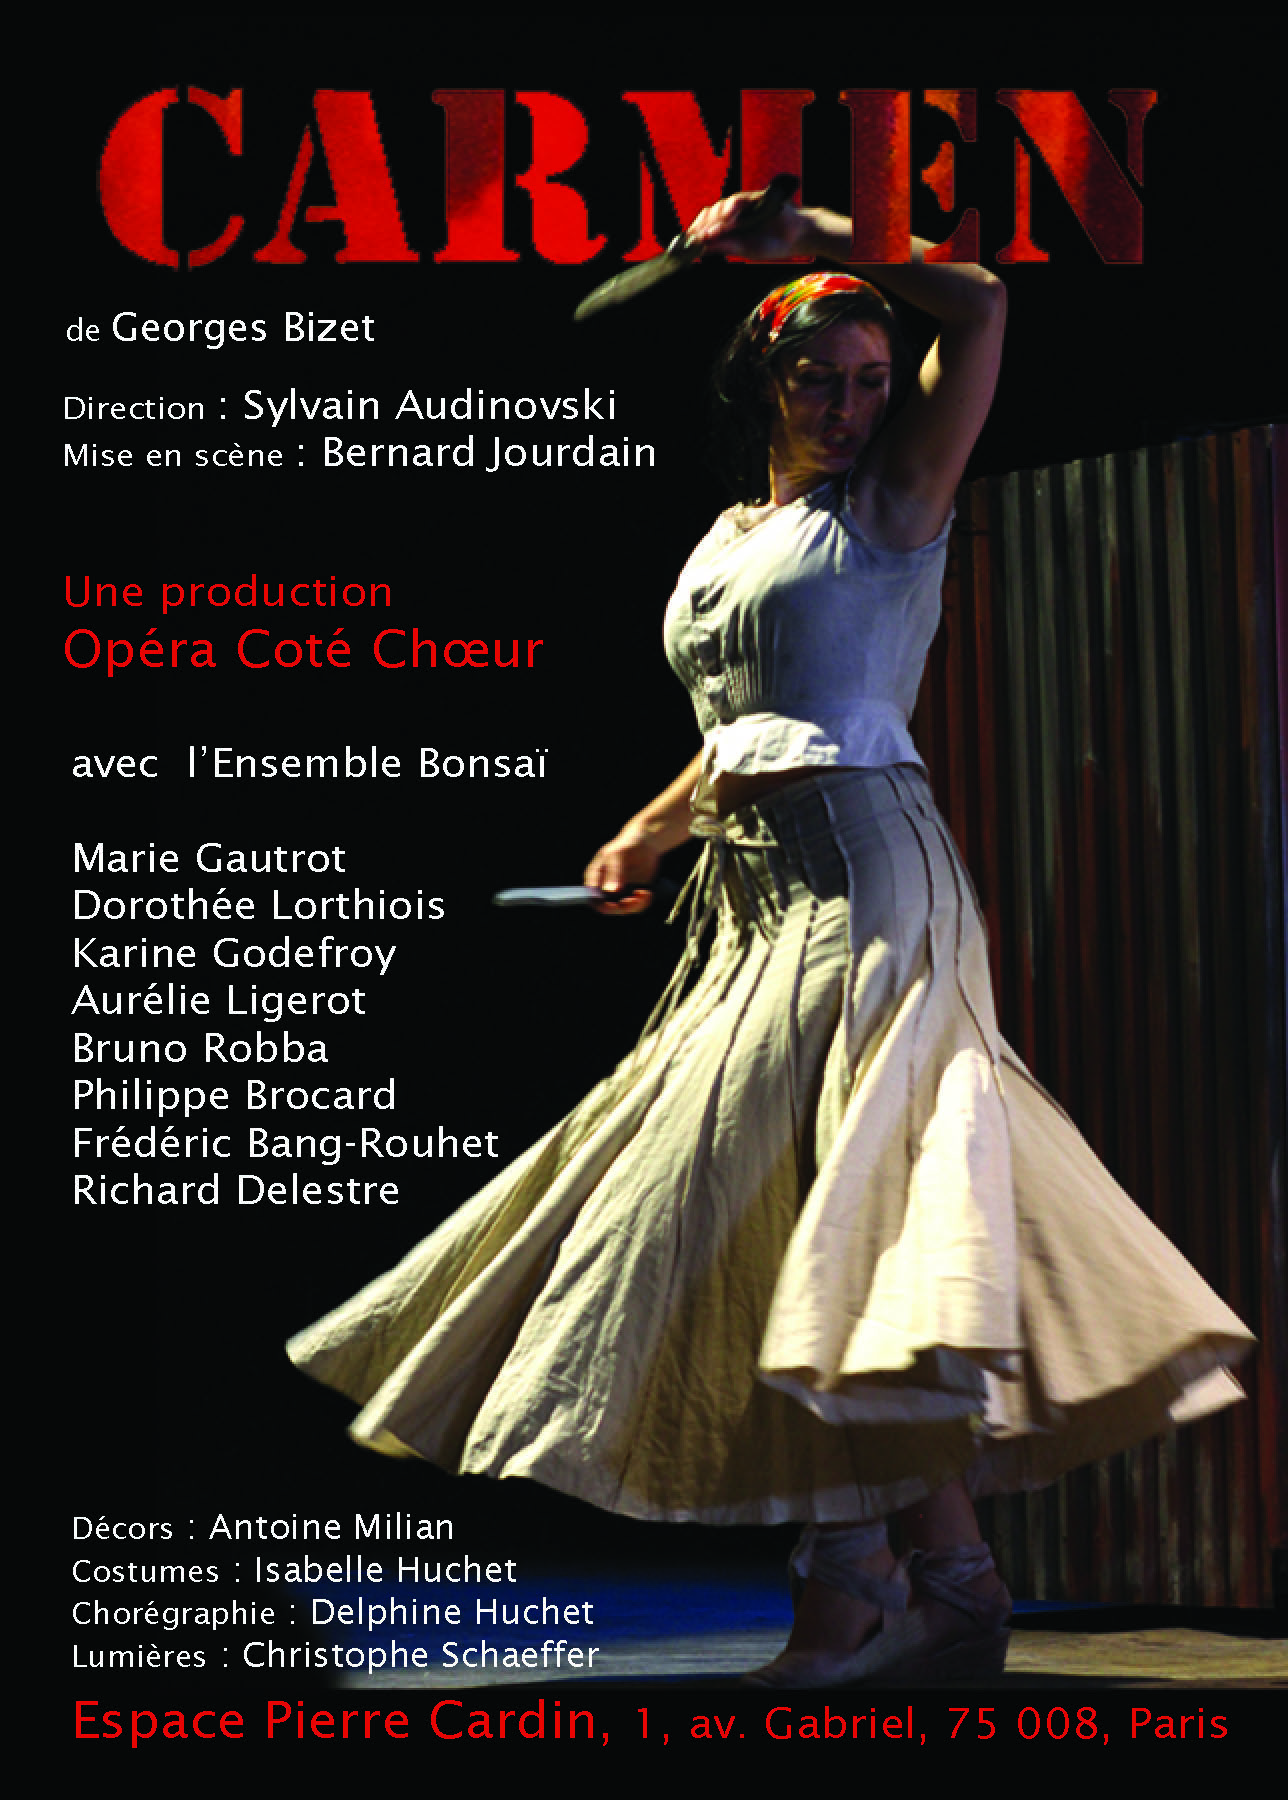 CARMEN
de Georges Bizet
Direction : Sylvain Audinovski
Mise en scène : Bernard Jourdain
Une production
Opéra Coté Chœur
avec l'Ensemble Bonsaï
Marie Gautrot
Dorothée Lorthiois
Karine Godefroy
Aurélie Ligerot
Bruno Robba
Philippe Brocard
Frédéric Bang-Rouhet
Richard Delestre
Décors : Antoine Milian
Costumes : Isabelle Huchet
Chorégraphie : Delphine Huchet
Lumières : Christophe Schaeffer
Espace Pierre Cardin, 1, av. Gabriel, 75 008, Paris